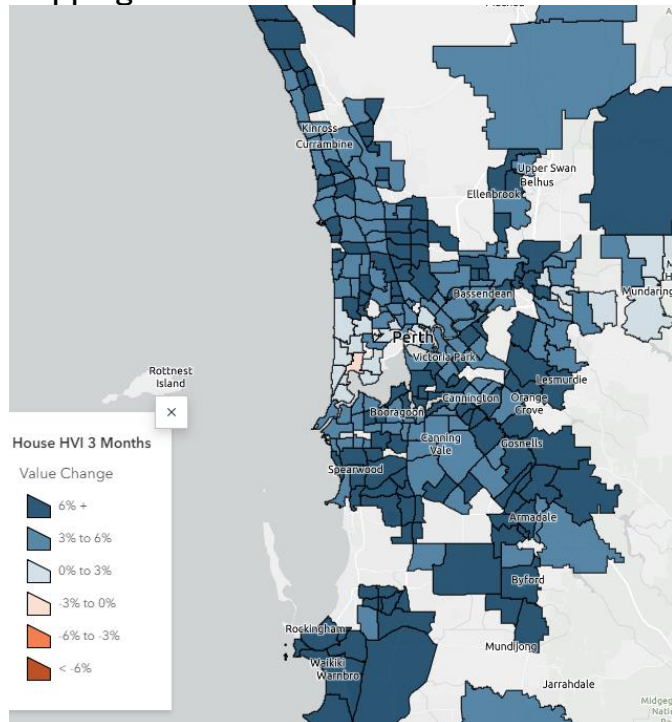 Kinross
Currambine
Upper Swan
Belhus
Ellenbrook
Bassendean
Perth
Victoria Park
Rottnest
Island
Lesmurdie
Cannington
Orange
Grove
Booragoon
Canning
Vale
Gosnells
Spearwood
Armadale
Byford
Rockingham
Mundijong
Waikiki
Warnbro
Jarrahdale
×
House HVI 3 Months
Value Change
6% +
3% to 6%
0% to 3%
-3% to 0%
-6% to -3%
< -6%